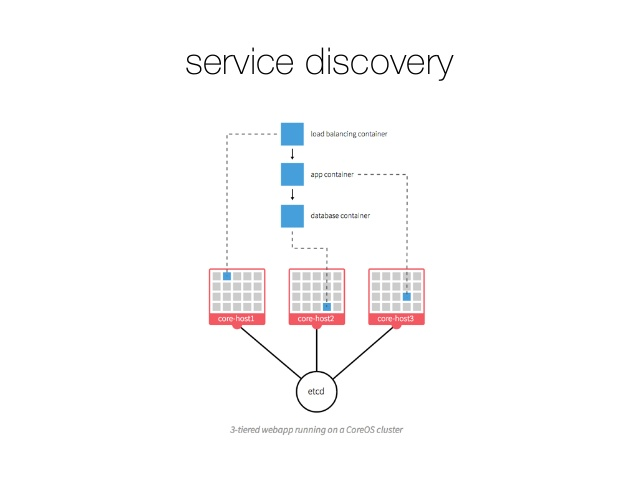 service discovery
load balancing container
app container
database container
core-host1
core-host2
core-host3
etcd
3-tiered webapp running on a CoreOS cluster